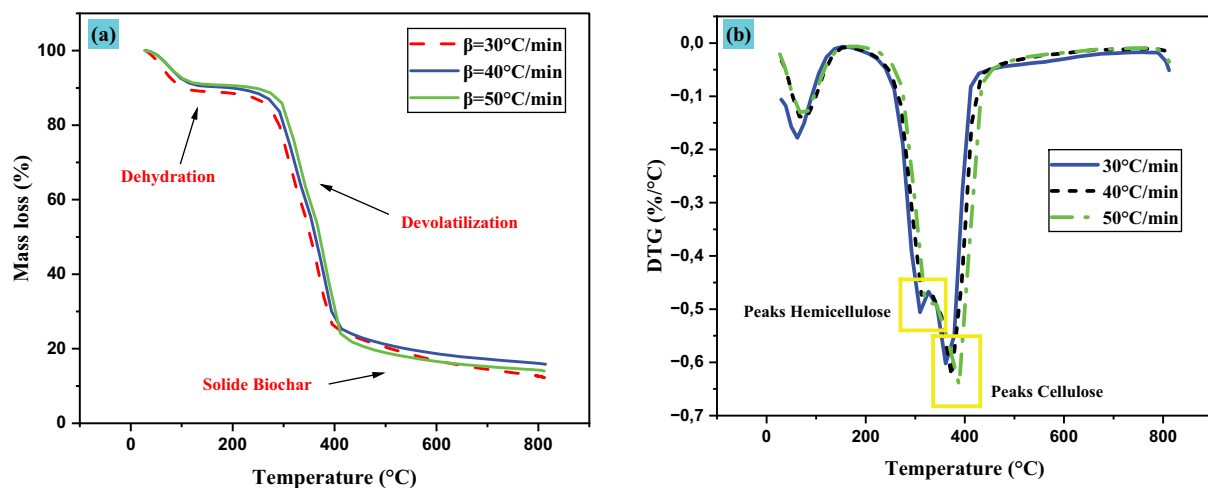 (a)
β=30°C/min
β=40°C/min
β=50°C/min
Dehydration
Devolatilization
Solide Biochar
Mass loss (%)
100
80
60
40
20
0
0 200 400 600 800
Temperature (°C)
(b)
0,0
-0,1
-0,2
-0,3
-0,4
-0,5
-0,6
-0,7
DTG (%/°C)
30°C/min
40°C/min
50°C/min
Peaks Hemicellulose
Peaks Cellulose
0 200 400 600 800
Temperature (°C)